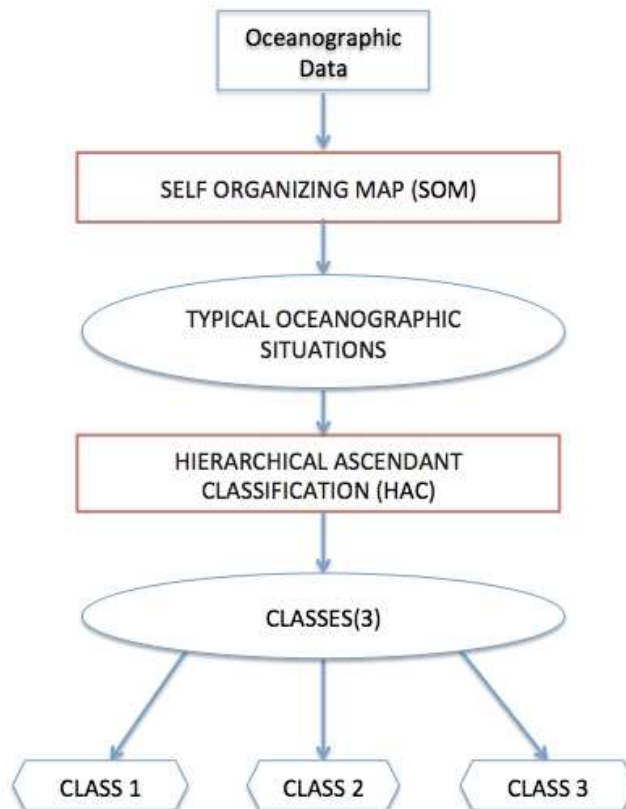 Oceanographic
Data
SELF ORGANIZING MAP (SOM)
TYPICAL OCEANOGRAPHIC
SITUATIONS
HIERARCHICAL ASCENDANT
CLASSIFICATION (HAC)
CLASSES(3)
CLASS 1
CLASS 2
CLASS 3